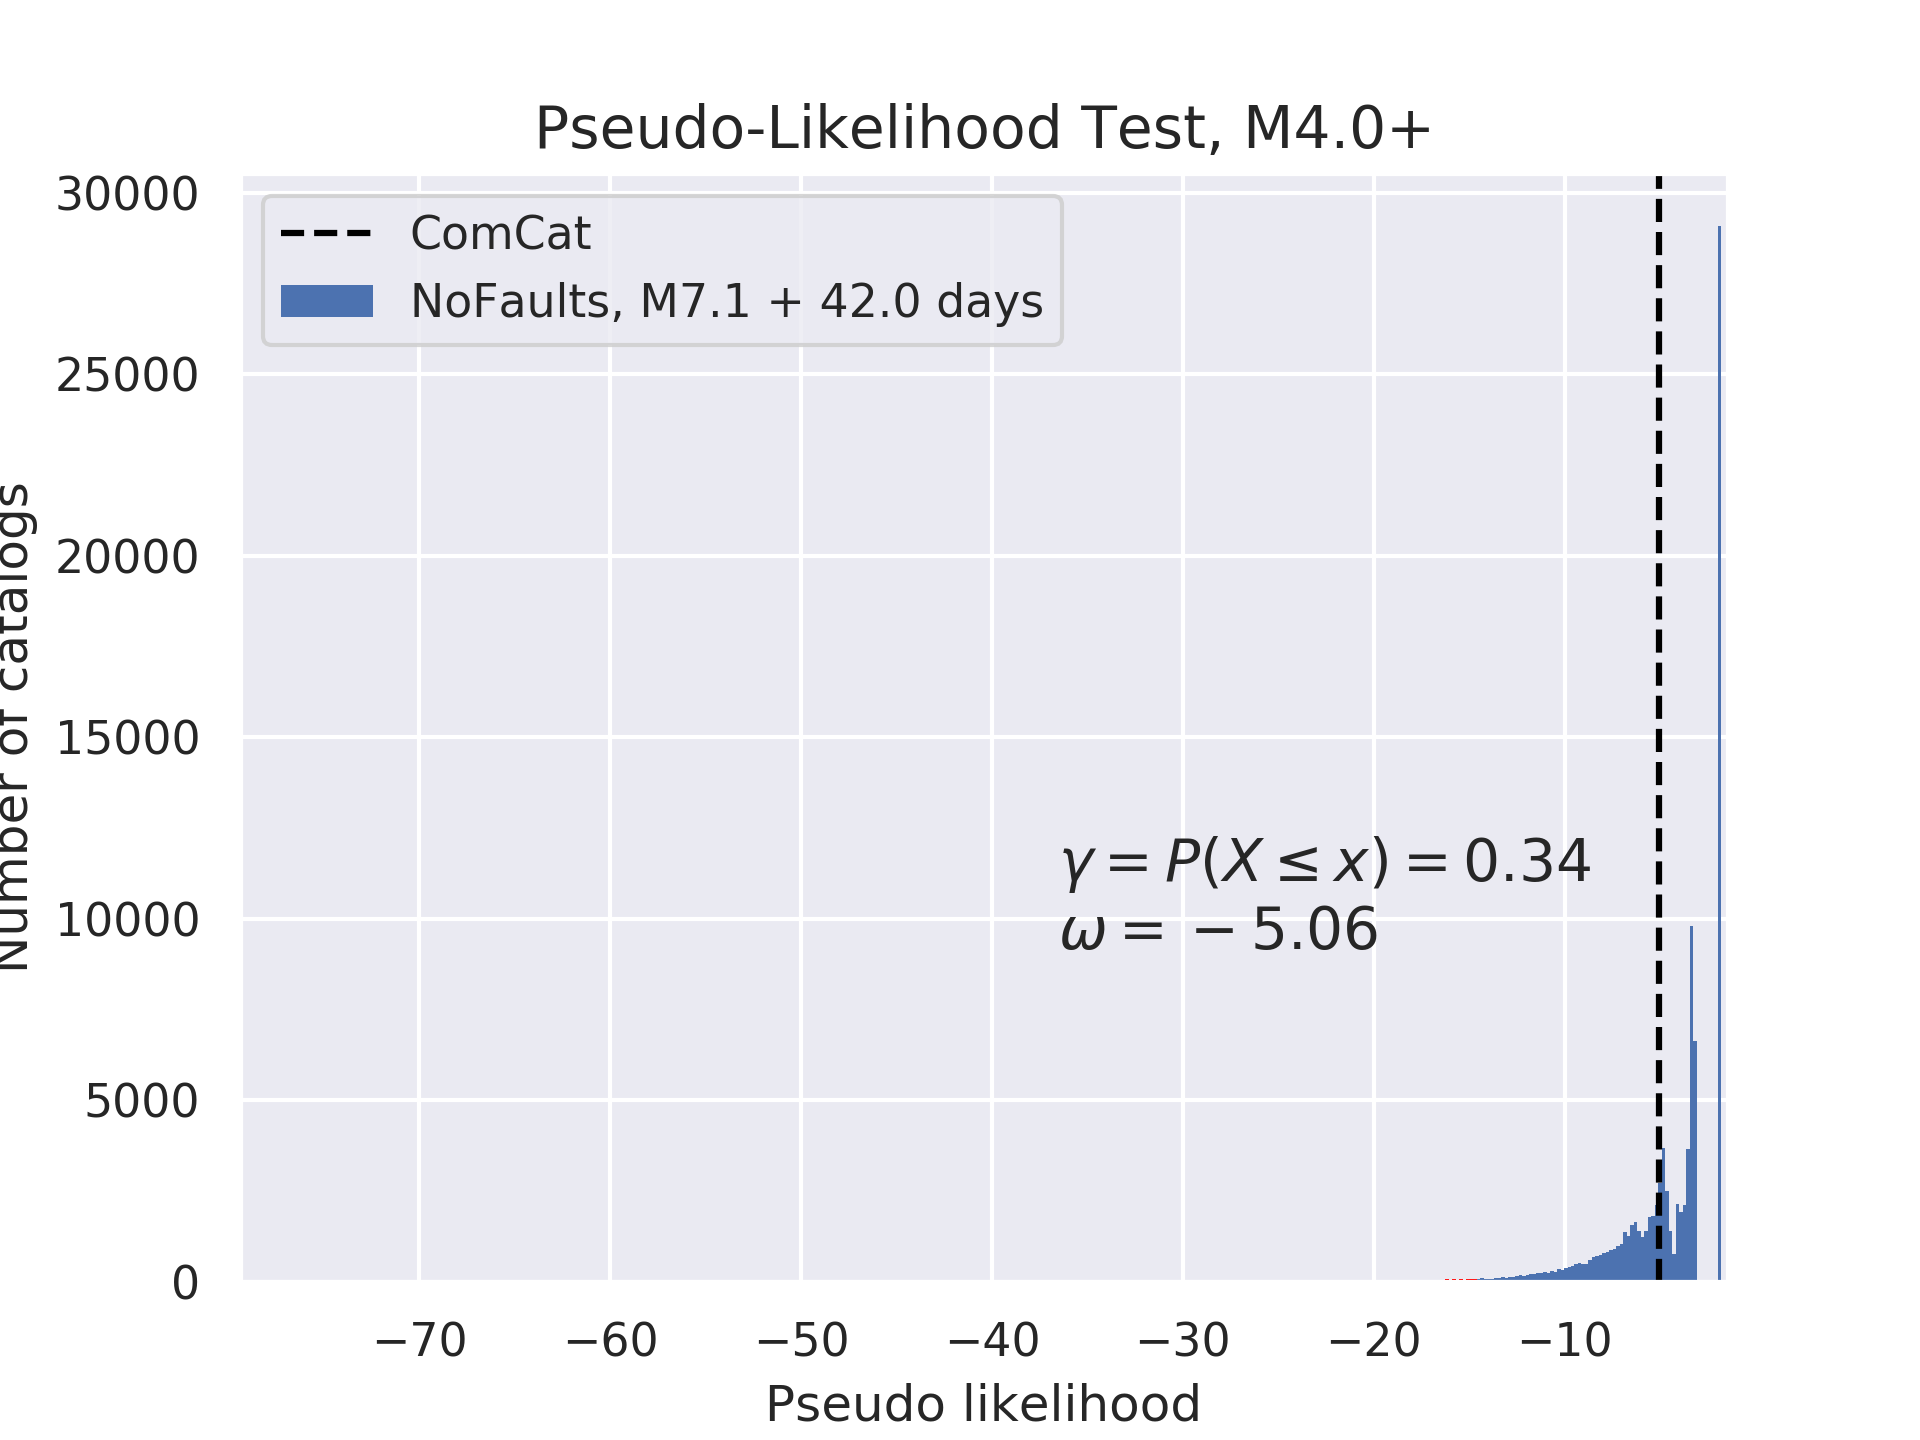 Pseudo-Likelihood Test, M4.0+
30000
25000
20000
15000
10000
5000
0
Number of catalogs
ComCat
NoFaults, M7.1 + 42.0 days
γ = P(X ≤ x) = 0.34
ω = −5.06
−70 −60 −50 −40 −30 −20 −10
Pseudo likelihood